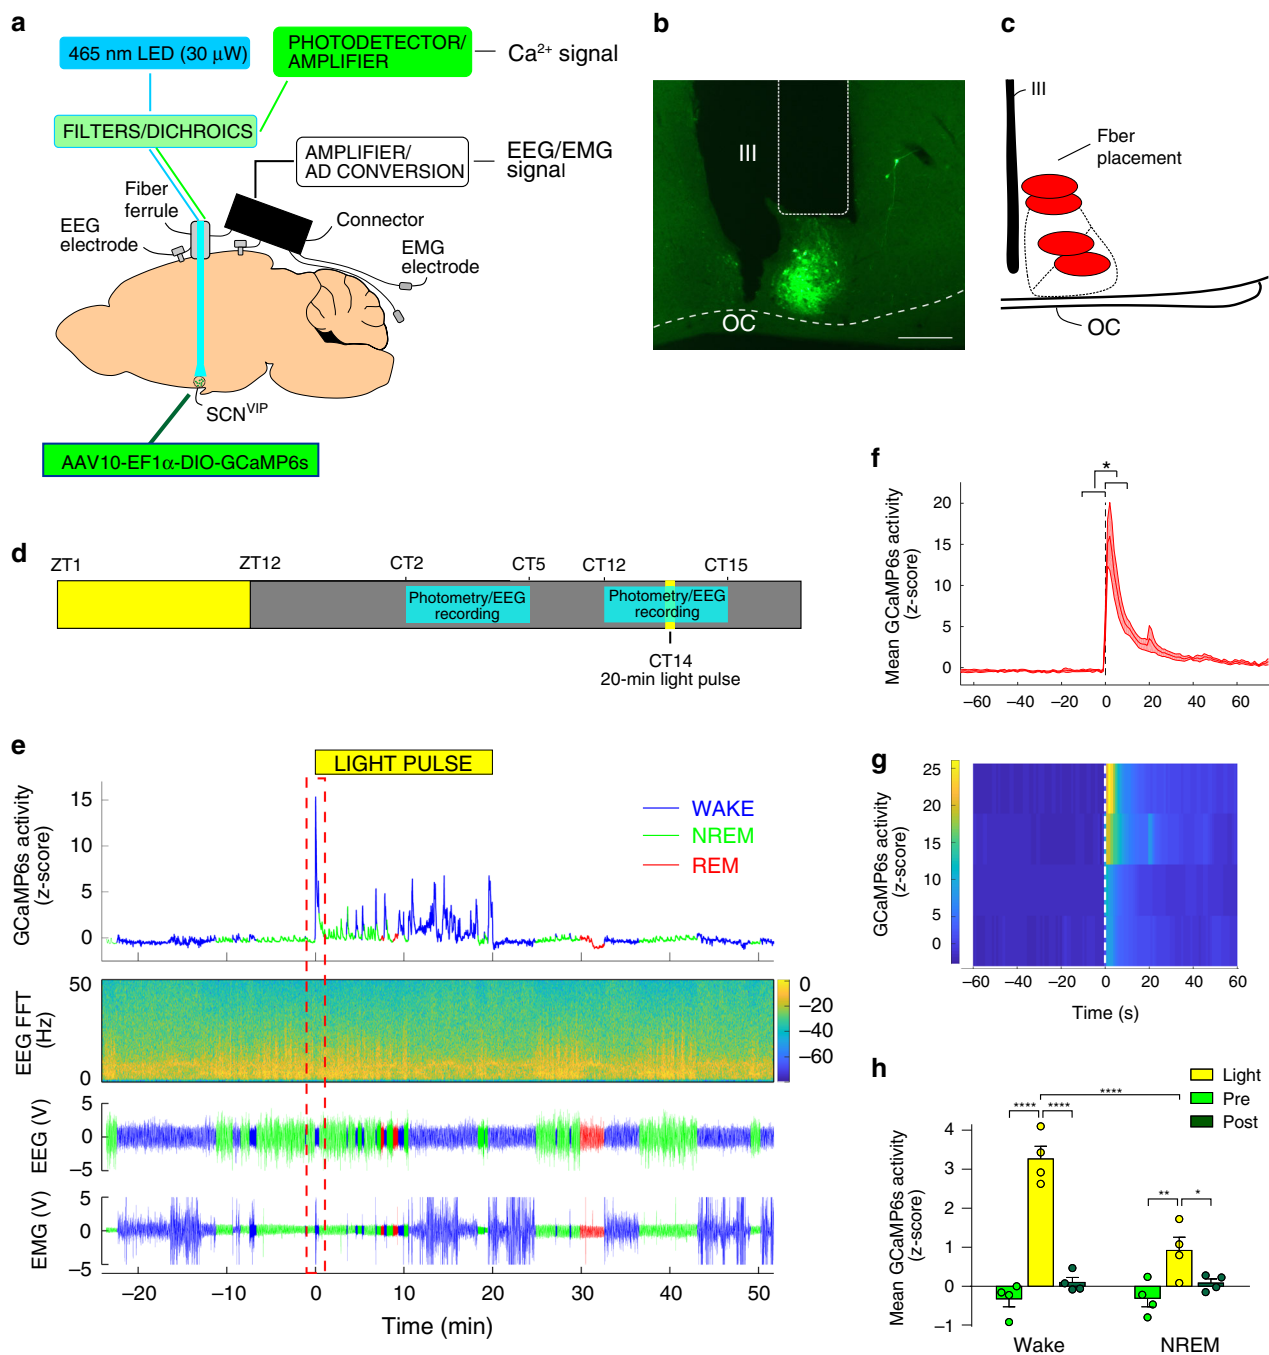 a
465 nm LED (30 μW)
PHOTODETECTOR/
AMPLIFIER
Ca2+ signal
FILTERS/DICHROICS
AMPLIFIER/
AD CONVERSION
EEG/EMG
signal
Fiber
ferrule
Connector
EEG
electrode
EMG
electrode
SCNVIP
AAV10-EF1α-DIO-GCaMP6s
b
III
OC
c
III
Fber
placement
OC
d
ZT1
ZT12
CT2
CT5
CT12
CT15
Photometry/EEG
recording
Photometry/EEG
recording
CT14
20-min light pulse
e
LIGHT PULSE
WAKE
NREM
REM
GCaMP6s activity
(z-score)
15
10
5
0
EEG FFT
(Hz)
50
0
0
−20
−40
−60
EEG (V)
5
0
−5
EMG (V)
5
0
−5
−20
−10
0
10
20
30
40
50
Time (min)
f
*
Mean GCaMP6s activity
(z-score)
20
15
10
5
0
−60
−40
−20
0
20
40
60
g
GCaMP6s activity
(z-score)
25
20
15
10
5
0
−60
−40
−20
0
20
40
60
Time (s)
h
Light
Pre
Post
****
****
****
**
*
Mean GCaMP6s activity
(z-score)
4
3
2
1
0
−1
Wake
NREM